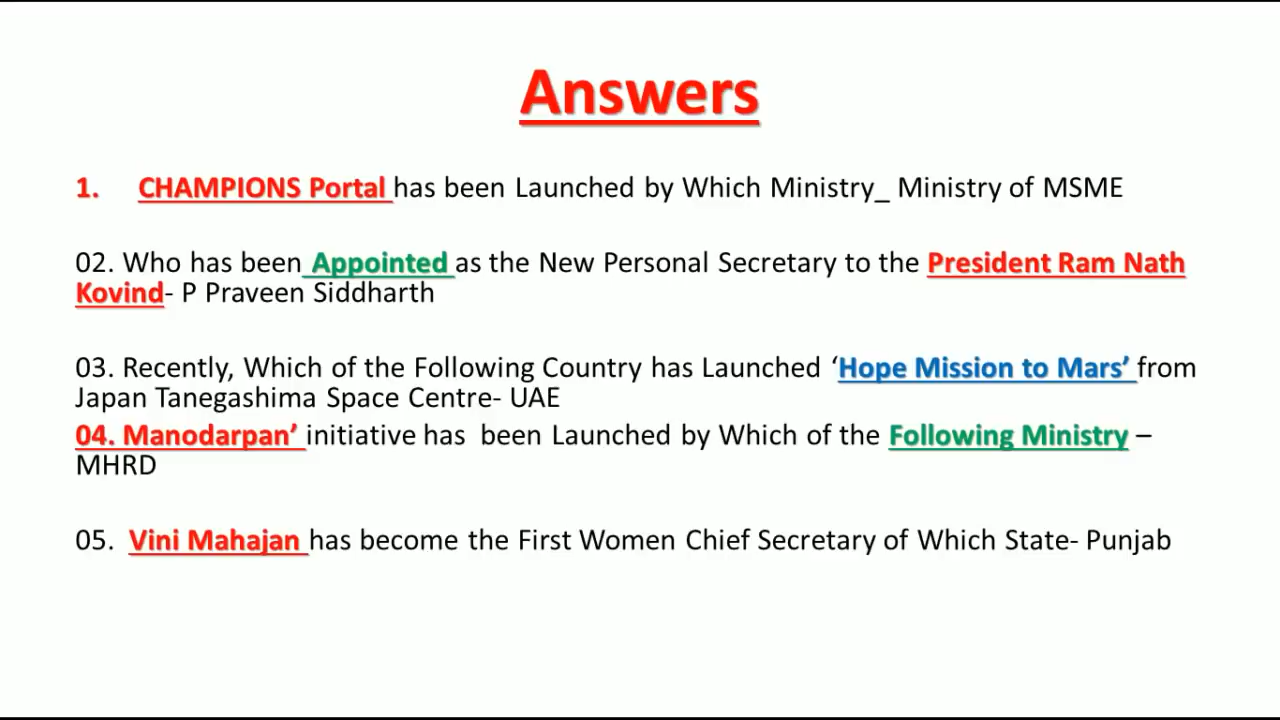 Answers
1. CHAMPIONS Portal has been Launched by Which Ministry_ Ministry of MSME
02. Who has been Appointed as the New Personal Secretary to the President Ram Nath
Kovind- P Praveen Siddharth
03. Recently, Which of the Following Country has Launched ‘Hope Mission to Mars’ from
Japan Tanegashima Space Centre- UAE
04. Manodarpan’ initiative has been Launched by Which of the Following Ministry –
MHRD
05. Vini Mahajan has become the First Women Chief Secretary of Which State- Punjab